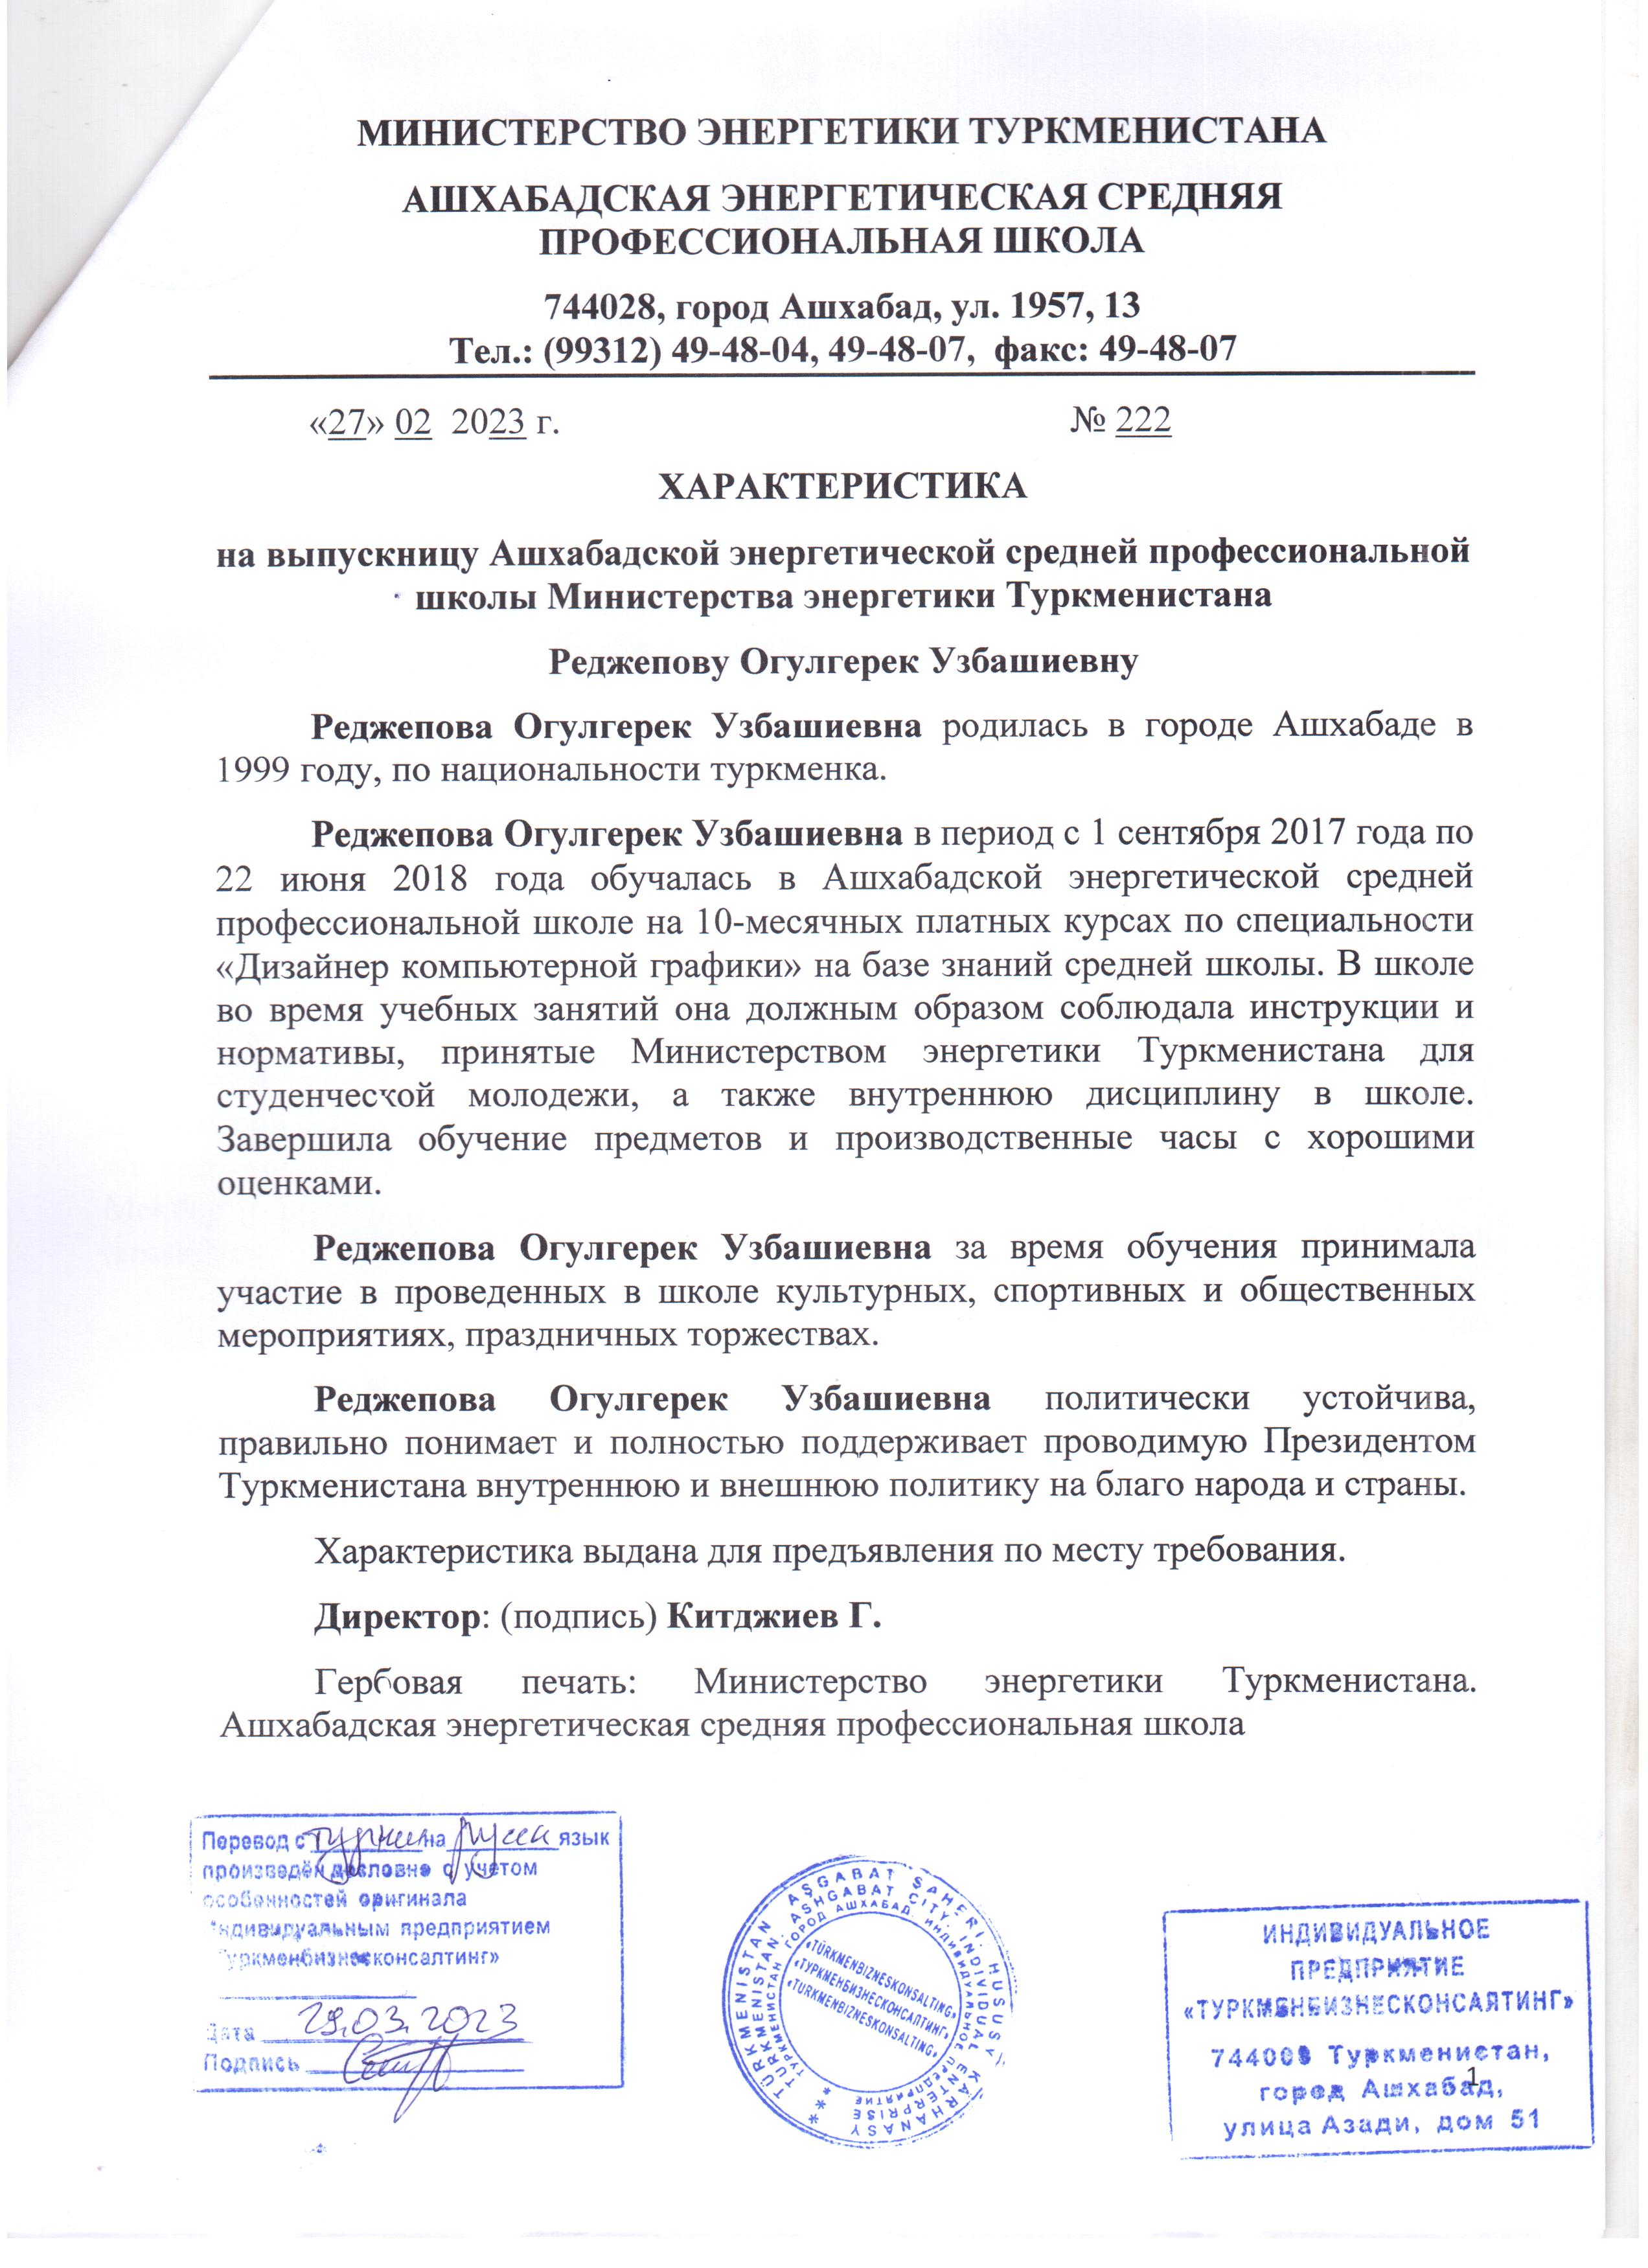 МИНИСТЕРСТВО ЭНЕРГЕТИКИ ТУРКМЕНИСТАНА
АШХАБАДСКАЯ ЭНЕРГЕТИЧЕСКАЯ СРЕДНЯЯ
ПРОФЕССИОНАЛЬНАЯ ШКОЛА
744028, город Ашхабад, ул. 1957, 13
Тел.: (99312) 49-48-04, 49-48-07, факс: 49-48-07
«27» 02 2023 г. № 222
ХАРАКТЕРИСТИКА
на выпускницу Ашхабадской энергетической средней профессиональной
школы Министерства энергетики Туркменистана
Реджепову Огулгерек Узбашиевну
Реджепова Огулгерек Узбашиевна родилась в городе Ашхабаде в
1999 году, по национальности туркменка.
Реджепова Огулгерек Узбашиевна в период с 1 сентября 2017 года по
22 июня 2018 года обучалась в Ашхабадской энергетической средней
профессиональной школе на 10-месячных платных курсах по специальности
«Дизайнер компьютерной графики» на базе знаний средней школы. В школе
во время учебных занятий она должным образом соблюдала инструкции и
нормативы, принятые Министерством энергетики Туркменистана для
студенческой молодежи, а также внутреннюю дисциплину в школе.
Завершила обучение предметов и производственные часы с хорошими
оценками.
Реджепова Огулгерек Узбашиевна за время обучения принимала
участие в проведенных в школе культурных, спортивных и общественных
мероприятиях, праздничных торжествах.
Реджепова Огулгерек Узбашиевна политически устойчива,
правильно понимает и полностью поддерживает проводимую Президентом
Туркменистана внутреннюю и внешнюю политику на благо народа и страны.
Характеристика выдана для предъявления по месту требования.
Директор: (подпись) Китджиев Г.
Гербовая печать: Министерство энергетики Туркменистана.
Ашхабадская энергетическая средняя профессиональная школа
Перевод с на язык
произведён дословно с учетом
особенностей оригинала
Индивидуальным предприятием
Туркменбизнесконсалтинг»
Дата 29.03.2023
Подпись
TÜRKMENISTAN AŞGABAT ŞÄHERI. HUSUSY KÄRHANASY
TURKMENISTAN. ASHGABAT CITY. INDIVIDUAL ENTERPRISE
ТУРКМЕНИСТАН ГОРОД АШХАБАД. ИНДИВИДУАЛЬНОЕ ПРЕДПРИЯТИЕ
«TÜRKMENBIZNESKONSALTING»
«ТУРКМЕНБИЗНЕСКОНСАЛТИНГ»
«TURKMENBIZNESKONSALTING»
ИНДИВИДУАЛЬНОЕ
ПРЕДПРИЯТИЕ
«ТУРКМЕНБИЗНЕСКОНСАЛТИНГ»
Туркменистан,
1
город Ашхабад,
улица Азади, дом 51